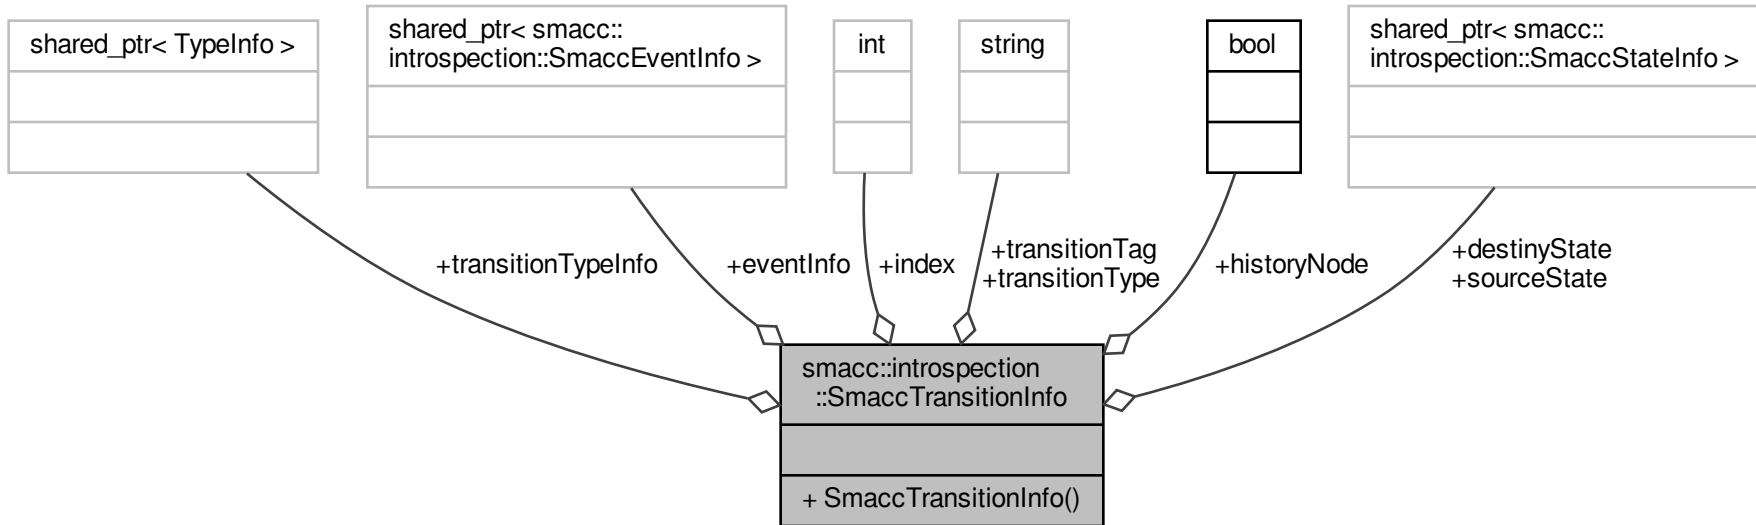 shared_ptr< TypeInfo >
shared_ptr< smacc::
introspection::SmaccEventInfo >
int
string
bool
shared_ptr< smacc::
introspection::SmaccStateInfo >
+transitionTypeInfo
+eventInfo
+index
+transitionTag
+transitionType
+historyNode
+destinyState
+sourceState
smacc::introspection
::SmaccTransitionInfo
+ SmaccTransitionInfo()